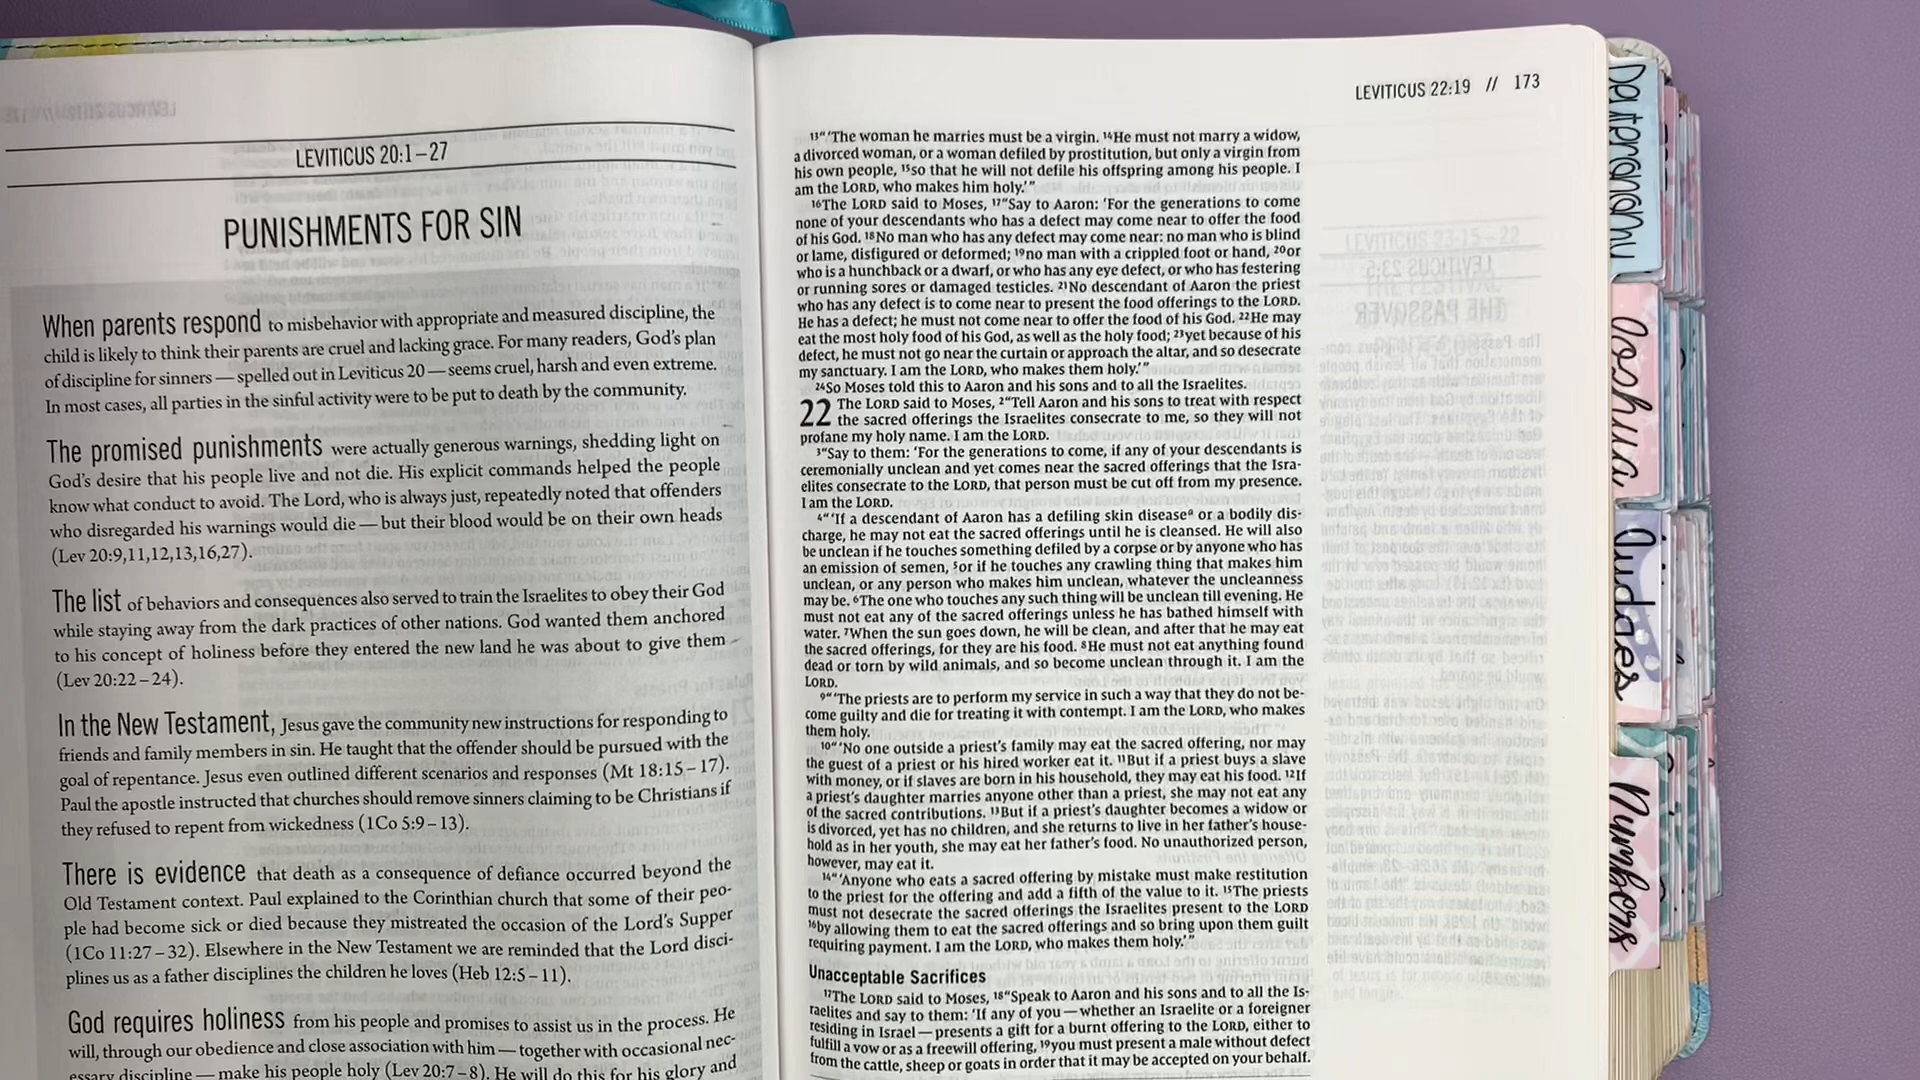 LEVITICUS 20:1–27
PUNISHMENTS FOR SIN
When parents respond to misbehavior with appropriate and measured discipline, the
child is likely to think their parents are cruel and lacking grace. For many readers, God's plan
of discipline for sinners — spelled out in Leviticus 20 — seems cruel, harsh and even extreme.
In most cases, all parties in the sinful activity were to be put to death by the community.
The promised punishments were actually generous warnings, shedding light on
God's desire that his people live and not die. His explicit commands helped the people
know what conduct to avoid. The Lord, who is always just, repeatedly noted that offenders
who disregarded his warnings would die — but their blood would be on their own heads
(Lev 20:9,11,12,13,16,27).
The list of behaviors and consequences also served to train the Israelites to obey their God
while staying away from the dark practices of other nations. God wanted them anchored
to his concept of holiness before they entered the new land he was about to give them
(Lev 20:22–24).
In the New Testament, Jesus gave the community new instructions for responding to
friends and family members in sin. He taught that the offender should be pursued with the
goal of repentance. Jesus even outlined different scenarios and responses (Mt 18:15–17).
Paul the apostle instructed that churches should remove sinners claiming to be Christians if
they refused to repent from wickedness (1Co 5:9–13).
There is evidence that death as a consequence of defiance occurred beyond the
Old Testament context. Paul explained to the Corinthian church that some of their peo-
ple had become sick or died because they mistreated the occasion of the Lord's Supper
(1Co 11:27–32). Elsewhere in the New Testament we are reminded that the Lord disci-
plines us as a father disciplines the children he loves (Heb 12:5–11).
God requires holiness from his people and promises to assist us in the process. He
will, through our obedience and close association with him — together with occasional nec-
essary discipline — make his people holy (Lev 20:7–8). He will do this for his glory and
LEVITICUS 22:19 // 173
13"'The woman he marries must be a virgin. 14He must not marry a widow,
a divorced woman, or a woman defiled by prostitution, but only a virgin from
his own people, 15so that he will not defile his offspring among his people. I
am the LORD, who makes him holy.'"
16The LORD said to Moses, 17"Say to Aaron: 'For the generations to come
none of your descendants who has a defect may come near to offer the food
of his God. 18No man who has any defect may come near: no man who is blind
or lame, disfigured or deformed; 19no man with a crippled foot or hand, 20or
who is a hunchback or a dwarf, or who has any eye defect, or who has festering
or running sores or damaged testicles. 21No descendant of Aaron the priest
who has any defect is to come near to present the food offerings to the LORD.
He has a defect; he must not come near to offer the food of his God. 22He may
eat the most holy food of his God, as well as the holy food; 23yet because of his
defect, he must not go near the curtain or approach the altar, and so desecrate
my sanctuary. I am the LORD, who makes them holy.'"
24So Moses told this to Aaron and his sons and to all the Israelites.
22 The LORD said to Moses, 2"Tell Aaron and his sons to treat with respect
the sacred offerings the Israelites consecrate to me, so they will not
profane my holy name. I am the LORD.
3"Say to them: 'For the generations to come, if any of your descendants is
ceremonially unclean and yet comes near the sacred offerings that the Isra-
elites consecrate to the LORD, that person must be cut off from my presence.
I am the LORD.
4"'If a descendant of Aaron has a defiling skin diseasea or a bodily dis-
charge, he may not eat the sacred offerings until he is cleansed. He will also
be unclean if he touches something defiled by a corpse or by anyone who has
an emission of semen, 5or if he touches any crawling thing that makes him
unclean, or any person who makes him unclean, whatever the uncleanness
may be. 6The one who touches any such thing will be unclean till evening. He
must not eat any of the sacred offerings unless he has bathed himself with
water. 7When the sun goes down, he will be clean, and after that he may eat
the sacred offerings, for they are his food. 8He must not eat anything found
dead or torn by wild animals, and so become unclean through it. I am the
LORD.
9"'The priests are to perform my service in such a way that they do not be-
come guilty and die for treating it with contempt. I am the LORD, who makes
them holy.
10"'No one outside a priest's family may eat the sacred offering, nor may
the guest of a priest or his hired worker eat it. 11But if a priest buys a slave
with money, or if slaves are born in his household, they may eat his food. 12If
a priest's daughter marries anyone other than a priest, she may not eat any
of the sacred contributions. 13But if a priest's daughter becomes a widow or
is divorced, yet has no children, and she returns to live in her father's house-
hold as in her youth, she may eat her father's food. No unauthorized person,
however, may eat it.
14"'Anyone who eats a sacred offering by mistake must make restitution
to the priest for the offering and add a fifth of the value to it. 15The priests
must not desecrate the sacred offerings the Israelites present to the LORD
16by allowing them to eat the sacred offerings and so bring upon them guilt
requiring payment. I am the LORD, who makes them holy.'"
Unacceptable Sacrifices
17The LORD said to Moses, 18"Speak to Aaron and his sons and to all the Is-
raelites and say to them: 'If any of you — whether an Israelite or a foreigner
residing in Israel — presents a gift for a burnt offering to the LORD, either to
fulfill a vow or as a freewill offering, 19you must present a male without defect
from the cattle, sheep or goats in order that it may be accepted on your behalf.
Deuteronomy
Joshua
Judges
Numbers